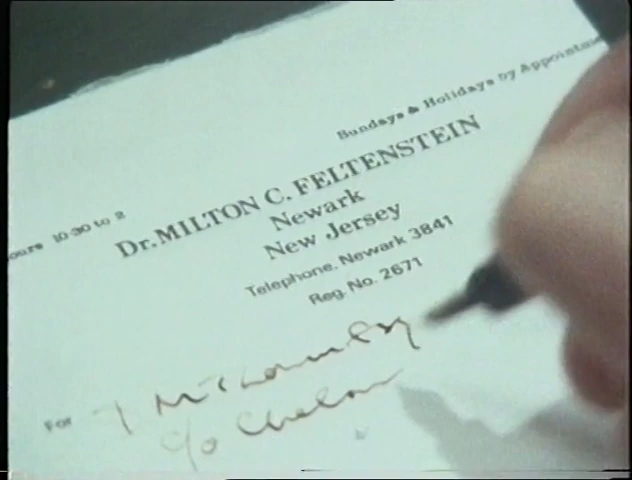 Sundays & Holidays by Appointm
ours 10-30 to 2
Dr. MILTON C. FELTENSTEIN
Newark
New Jersey
Telephone, Newark 3841
Reg. No. 2671
For T
c/o